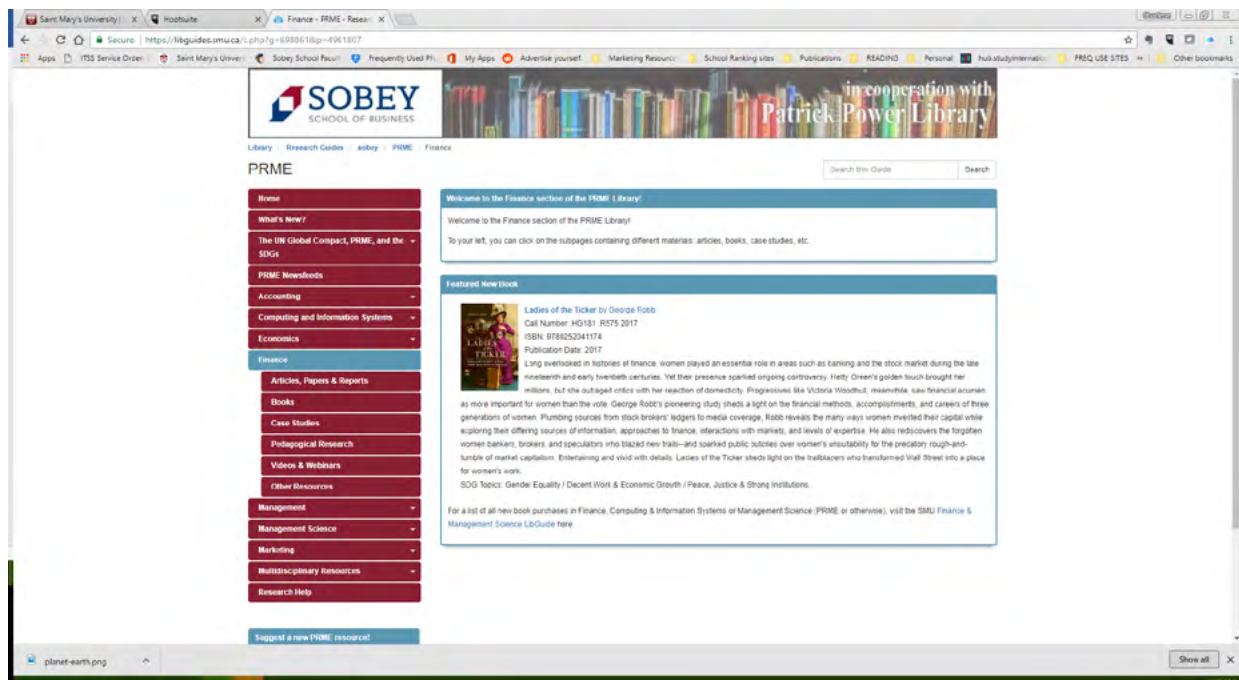 Saint Mary's University | X
Hootsuite X
Finance - PRME - Resear X
Secure | https://libguides.smu.ca/c.php?g=698861&p=4961807
Apps ITSS Service Order Saint Mary's Univer Sobey School Facult Frequently Used Ph My Apps Advertise yourself Marketing Resource School Ranking sites Publications READING Personal hub.studyinternatio FREQ USE SITES » Other bookmarks
SOBEY
SCHOOL OF BUSINESS
in cooperation with
Patrick Power Library
Library Research Guides sobey PRME Finance
PRME
Search this Guide Search
Home
What's New?
The UN Global Compact, PRME, and the
SDGs
PRME Newsfeeds
Accounting
Computing and Information Systems
Economics
Finance
Articles, Papers & Reports
Books
Case Studies
Pedagogical Research
Videos & Webinars
Other Resources
Management
Management Science
Marketing
Multidisciplinary Resources
Research Help
Suggest a new PRME resource!
Welcome to the Finance section of the PRME Library!
Welcome to the Finance section of the PRME Library!
To your left, you can click on the subpages containing different materials: articles, books, case studies, etc.
Featured New Book
LADIES
TICKER
Ladies of the Ticker by George Robb
Call Number: HG181 .R575 2017
ISBN: 9780252041174
Publication Date: 2017
Long overlooked in histories of finance, women played an essential role in areas such as banking and the stock market during the late
nineteenth and early twentieth centuries. Yet their presence sparked ongoing controversy. Hetty Green's golden touch brought her
millions, but she outraged critics with her rejection of domesticity. Progressives like Victoria Woodhull, meanwhile, saw financial acumen
as more important for women than the vote. George Robb's pioneering study sheds a light on the financial methods, accomplishments, and careers of three
generations of women. Plumbing sources from stock brokers' ledgers to media coverage, Robb reveals the many ways women invested their capital while
exploring their differing sources of information, approaches to finance, interactions with markets, and levels of expertise. He also rediscovers the forgotten
women bankers, brokers, and speculators who blazed new trails--and sparked public outcries over women's unsuitability for the predatory rough-and-
tumble of market capitalism. Entertaining and vivid with details, Ladies of the Ticker sheds light on the trailblazers who transformed Wall Street into a place
for women's work.
SDG Topics: Gender Equality / Decent Work & Economic Growth / Peace, Justice & Strong Institutions.
For a list of all new book purchases in Finance, Computing & Information Systems or Management Science (PRME or otherwise), visit the SMU Finance &
Management Science LibGuide here.
planet-earth.png
Show all